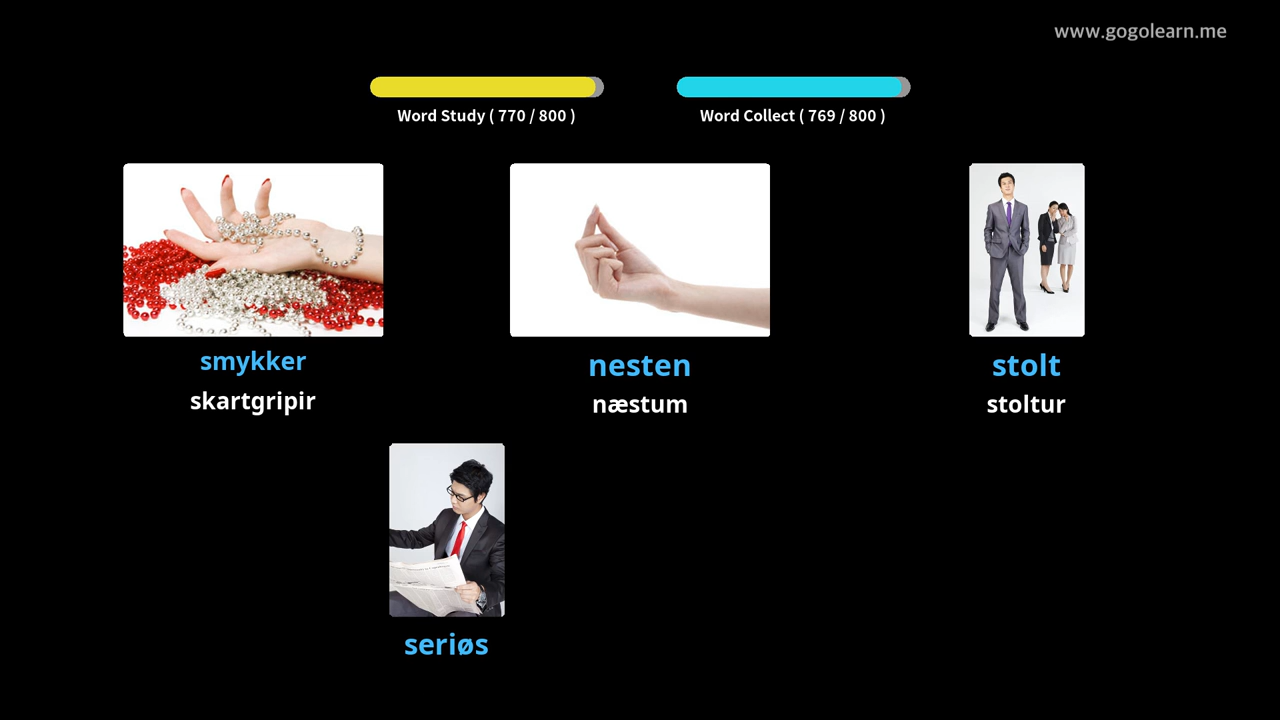 www.gogolearn.me
Word Study ( 770 / 800 )
Word Collect ( 769 / 800 )
smykker
skartgripir
nesten
næstum
stolt
stoltur
seriøs